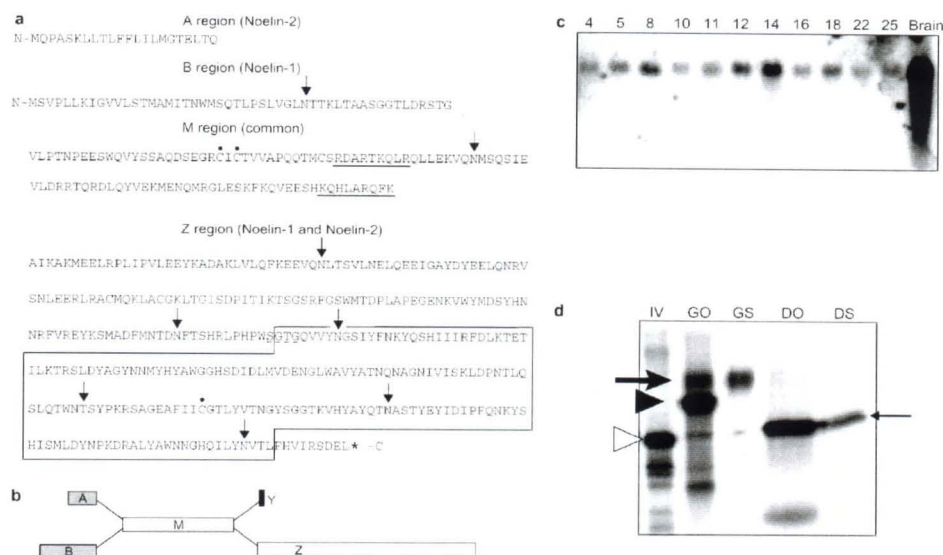 a
A region (Noelin-2)
N-MQPASKLLTLFFLILMGTELTQ
B region (Noelin-1)
N-MSVPLLKIGVVLSTMAMITNWMSQTLPSLVGLNTTKLTAASGGTLDRSTG
M region (common)
VLPTNPEESWQVYSSAQDSEGRCICTVVAPQQTMCSRDARTKQLRQLLEKVQNMSQSIE
VLDRRTQRDLQYVEKMENQMRGLESKFKQVEESHKQHLARQFK
Z region (Noelin-1 and Noelin-2)
AIKAKMEELRPLIPVLEEYKADAKLVLQFKEEVQNLTSVLNELQEEIGAYDYEELQNRV
SNLEERLRACMQKLACGKLTGISDPITIKTSGSRFGSWMTDPLAPEGENKVWYMDSYHN
NRFVREYKSMADFMNTDNFTSHRLPHPWSGTGQVVYNGSIYFNKYQSHIIIRFDLKTET
ILKTRSLDYAGYNNMYHYAWGGHSDIDLMVDENGLWAVYATNQNAGNIVISKLDPNTLQ
SLQTWNTSYPKRSAGEAFIICGTLYVTNGYSGGTKVHYAYQTNASTYEYIDIPFQNKYS
HISMLDYNPKDRALYAWNNGHQILYNVTLFHVIRSDEL* -C
b
A
Y
M
B
Z
c
4 5 8 10 11 12 14 16 18 22 25 Brain
d
IV GO GS DO DS